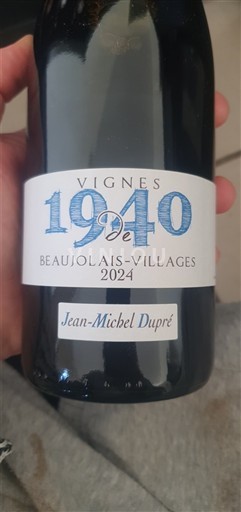 VIGNES
de
1940
BEAUJOLAIS-VILLAGES
2024
Jean-Michel Dupré